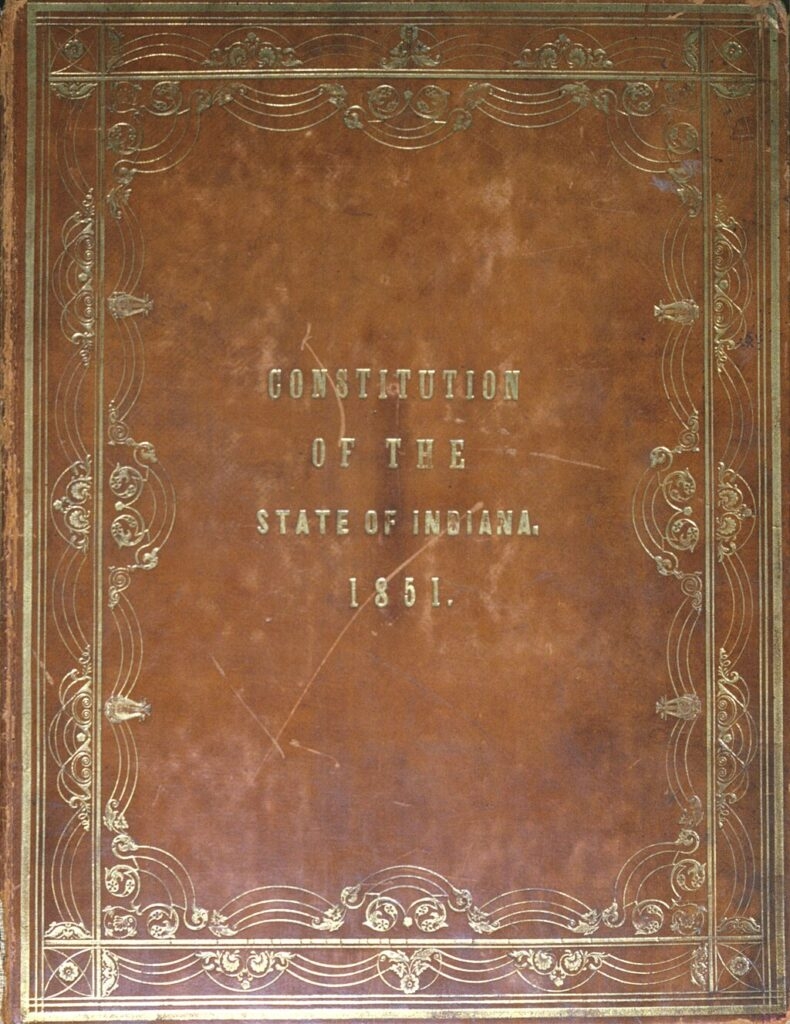 CONSTITUTION
OF THE
STATE OF INDIANA.
1851.